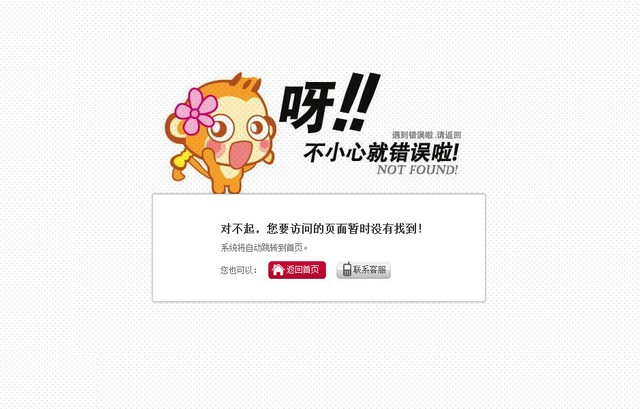 呀!!
遇到错误啦.请返回
不小心就错误啦!
NOT FOUND!
对不起，您要访问的页面暂时没有找到！
系统将自动跳转到首页。
您也可以： 返回首页 联系客服